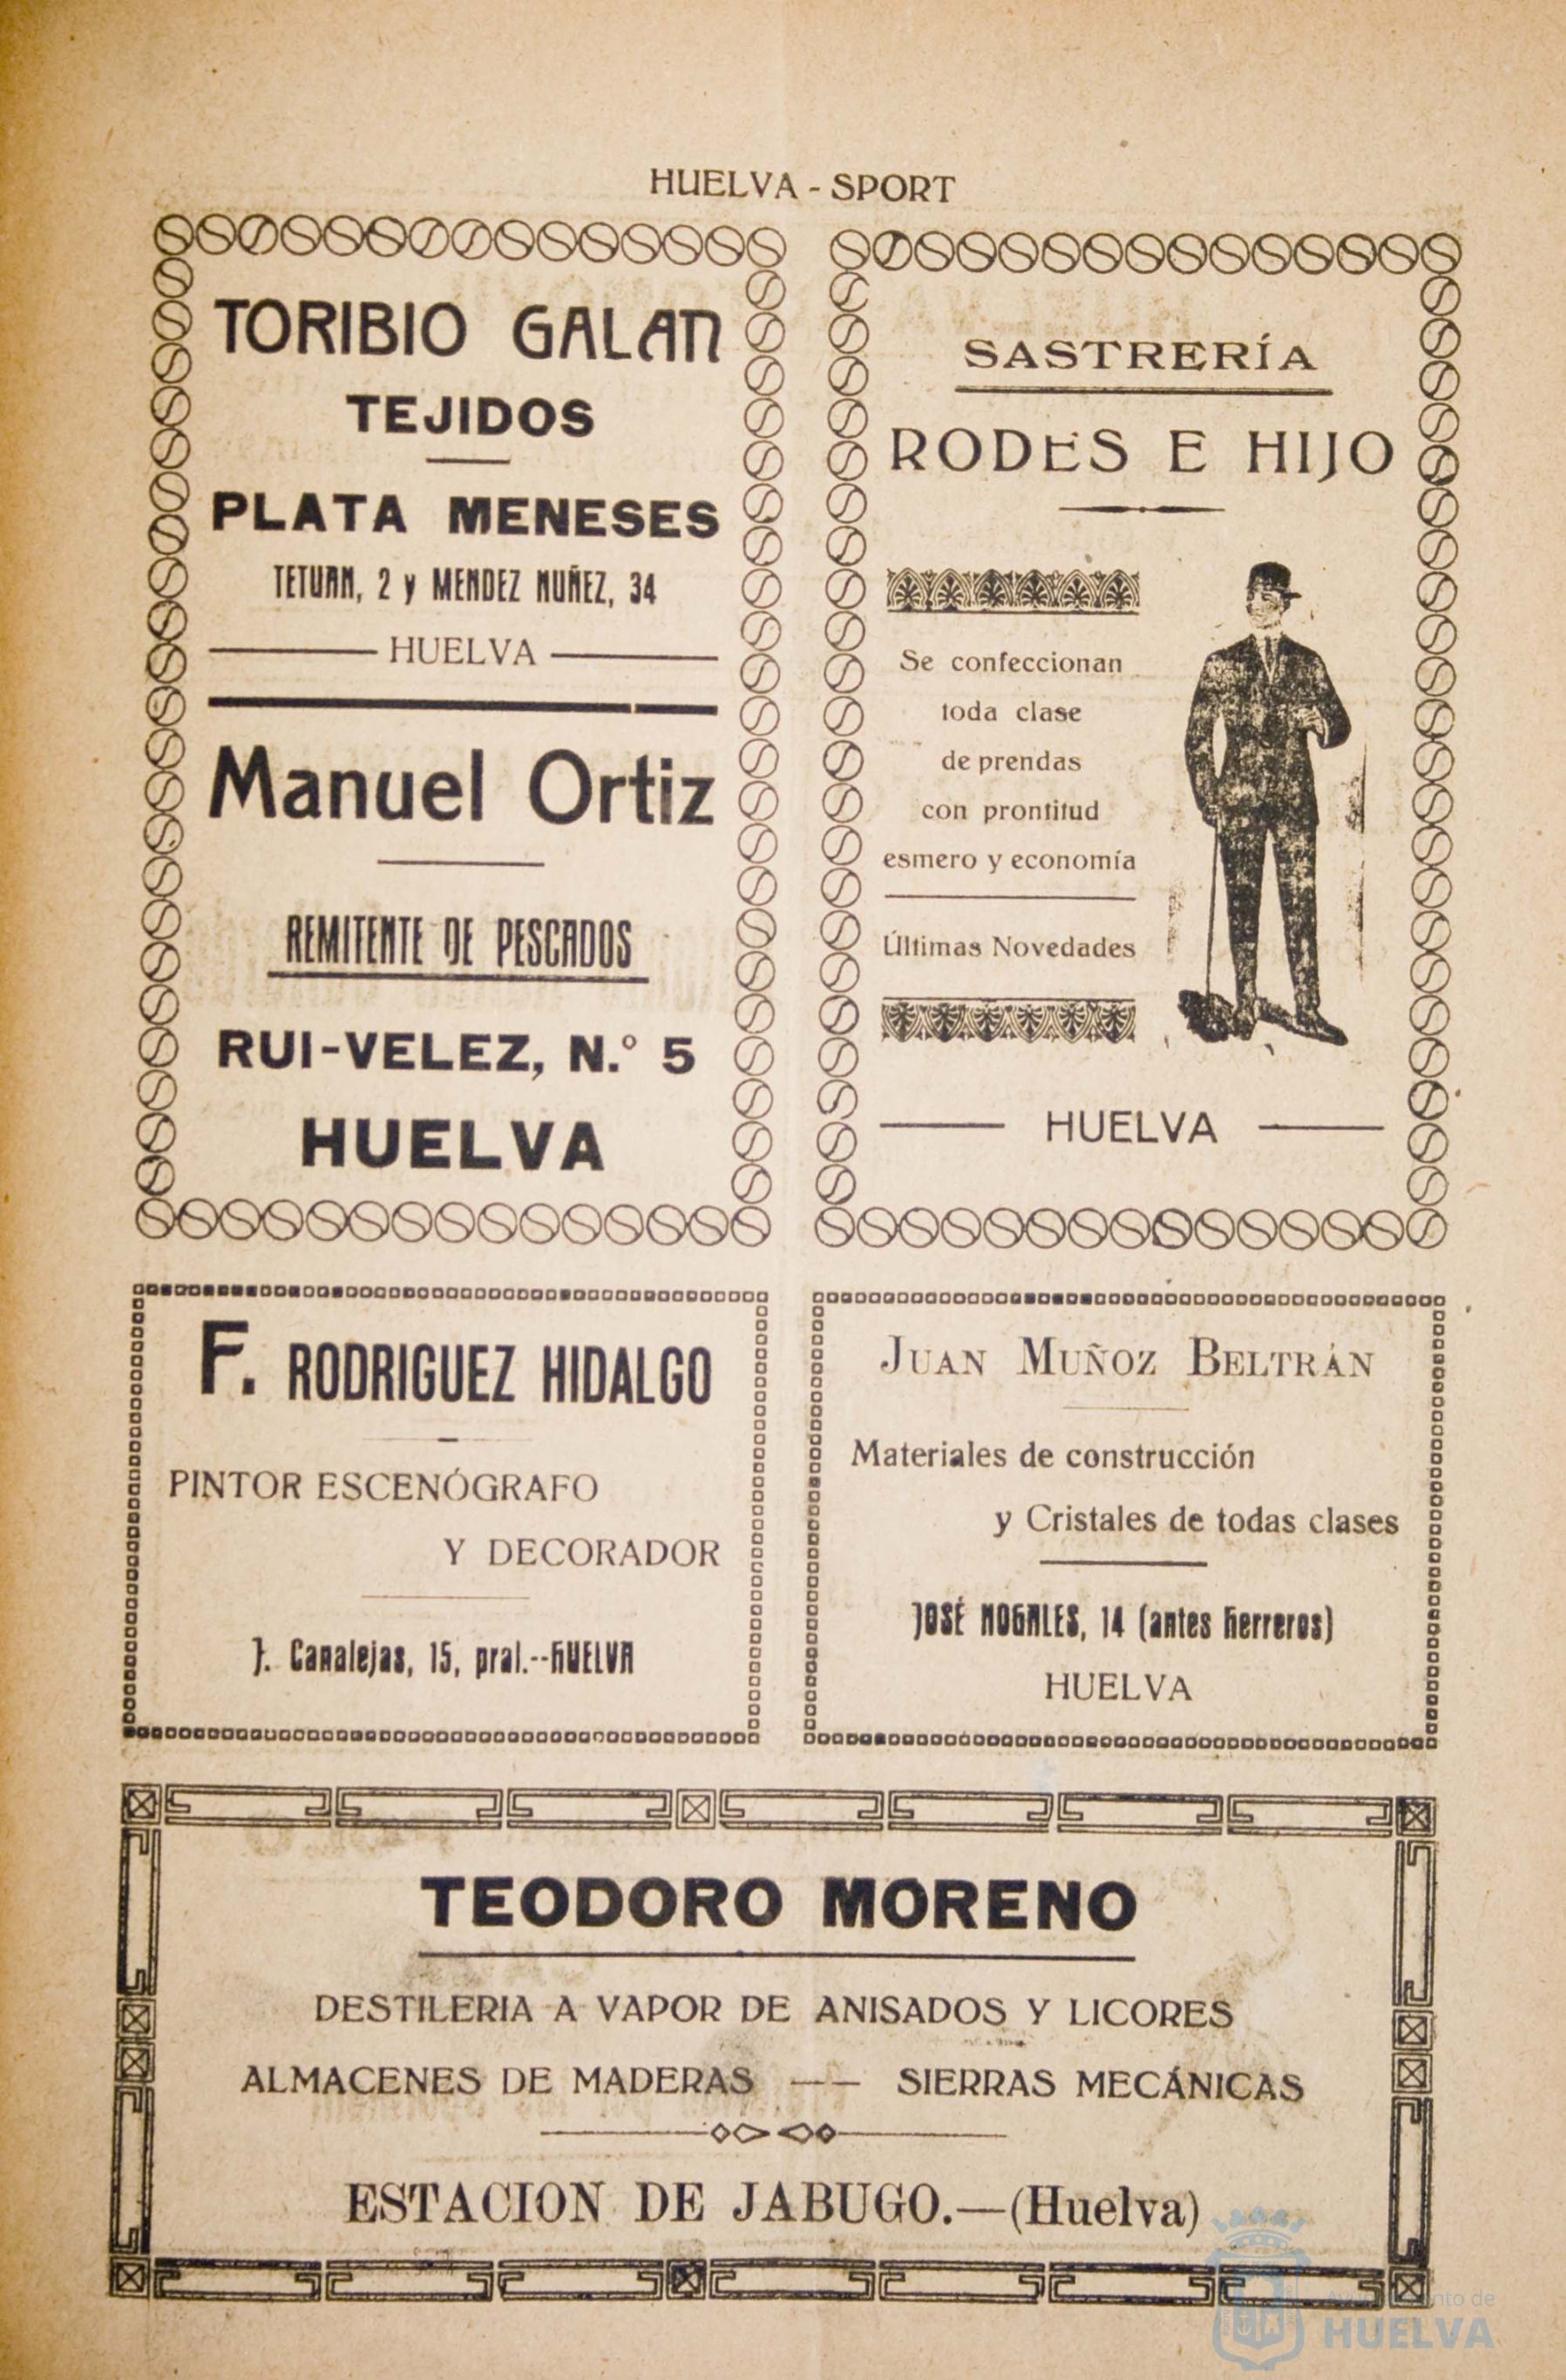 HUELVA - SPORT
TORIBIO GALAN
TEJIDOS
PLATA MENESES
TETUAN, 2 y MENDEZ NUÑEZ, 34
HUELVA
Manuel Ortiz
REMITENTE DE PESCADOS
RUI-VELEZ, N.º 5
HUELVA
SASTRERÍA
RODES E HIJO
Se confeccionan
toda clase
de prendas
con prontitud
esmero y economía
Últimas Novedades
HUELVA
F. RODRIGUEZ HIDALGO
PINTOR ESCENÓGRAFO
Y DECORADOR
J. Canalejas, 15, pral.--HUELVA
JUAN MUÑOZ BELTRÁN
Materiales de construcción
y Cristales de todas clases
JOSÉ NOGALES, 14 (antes herreros)
HUELVA
TEODORO MORENO
DESTILERIA A VAPOR DE ANISADOS Y LICORES
ALMACENES DE MADERAS —— SIERRAS MECÁNICAS
ESTACION DE JABUGO.—(Huelva)
Ayuntamiento de
HUELVA